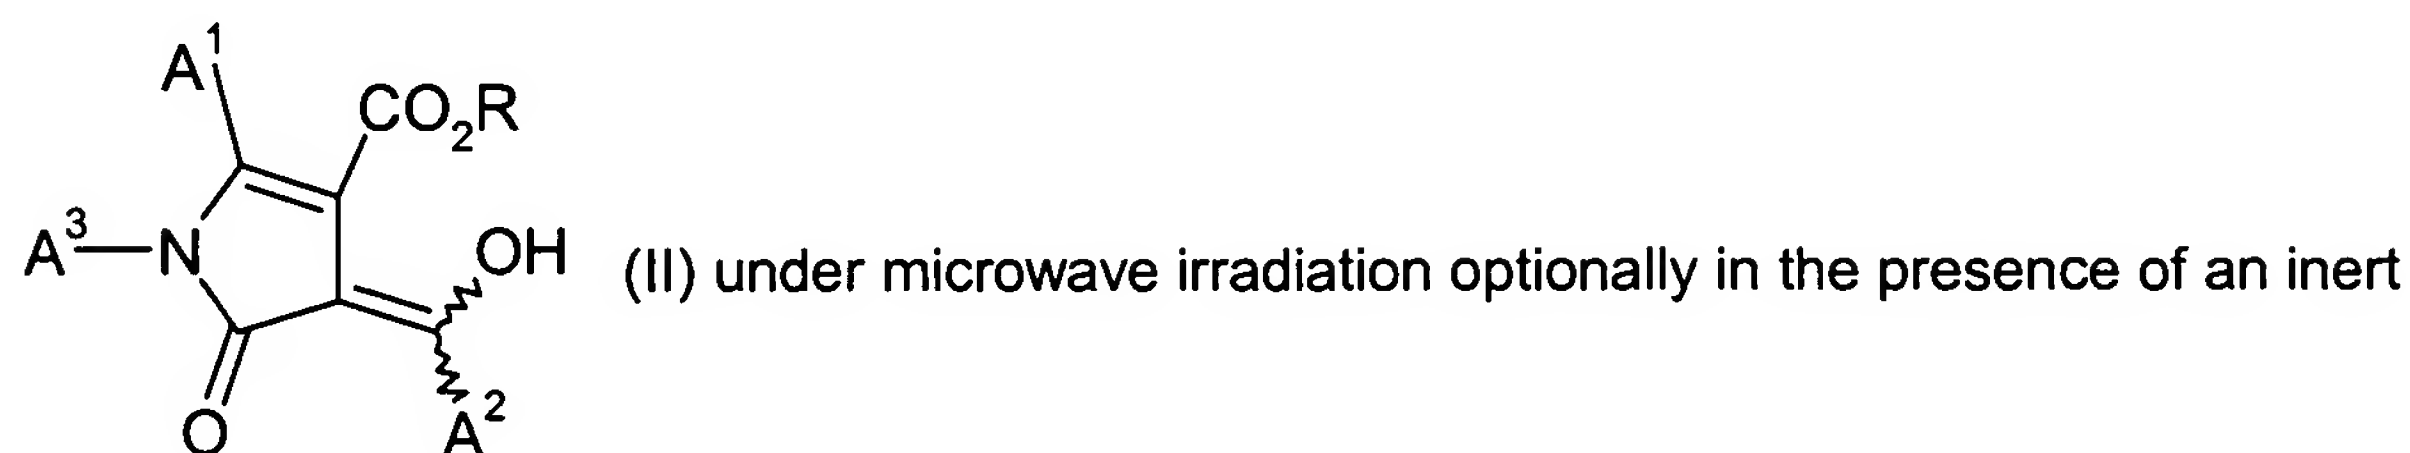 A¹
CO₂R
A³—N
OH
(II) under microwave irradiation optionally in the presence of an inert
O
A²